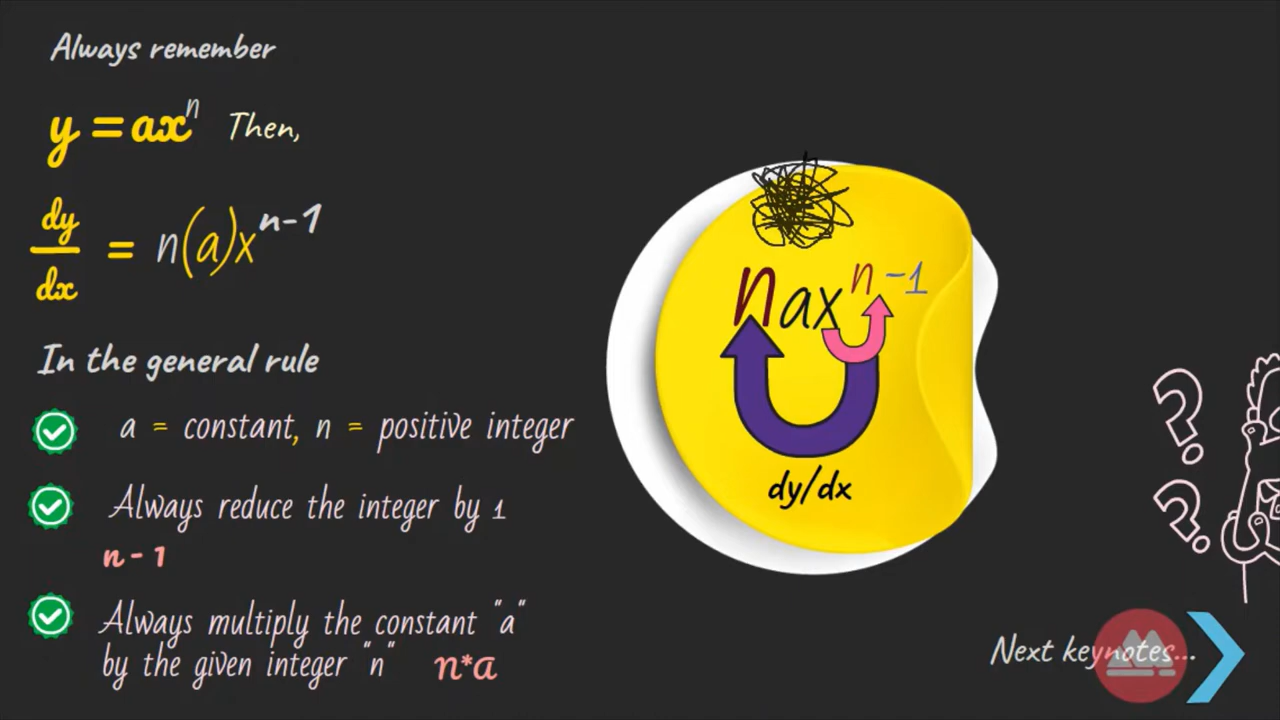 Always remember
y = axⁿ Then,
dy/dx = n(a)xⁿ⁻¹
In the general rule
a = constant, n = positive integer
Always reduce the integer by 1
n - 1
Always multiply the constant "a"
by the given integer "n" n*a
naxⁿ⁻¹
dy/dx
Next keynotes...